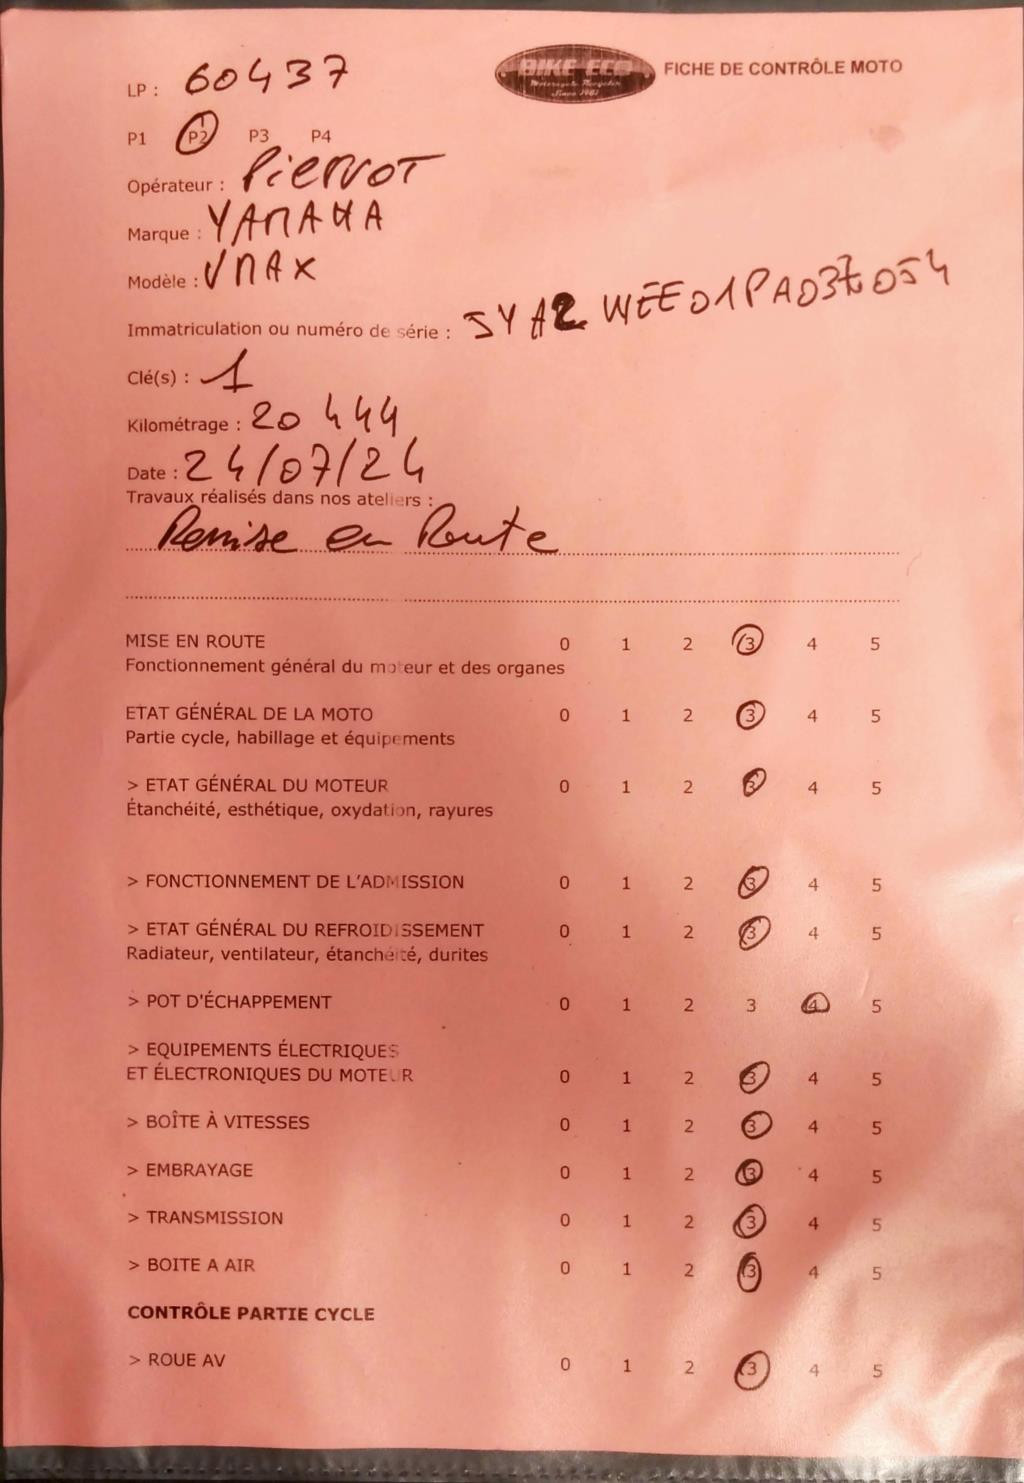 BIKE ECO
Motorcycle Recycler
Since 1981
FICHE DE CONTRÔLE MOTO
LP : 60437
P1 P2 P3 P4
Opérateur : Pierrot
Marque : YAMAHA
Modèle : VMAX
Immatriculation ou numéro de série : 5YA2WEE01PA037054
Clé(s) : 1
Kilométrage : 20 444
Date : 24/07/24
Travaux réalisés dans nos ateliers :
Remise en Route
MISE EN ROUTE 0 1 2 3 4 5
Fonctionnement général du moteur et des organes
ETAT GÉNÉRAL DE LA MOTO 0 1 2 3 4 5
Partie cycle, habillage et équipements
> ETAT GÉNÉRAL DU MOTEUR 0 1 2 3 4 5
Étanchéité, esthétique, oxydation, rayures
> FONCTIONNEMENT DE L'ADMISSION 0 1 2 3 4 5
> ETAT GÉNÉRAL DU REFROIDISSEMENT 0 1 2 3 4 5
Radiateur, ventilateur, étanchéité, durites
> POT D'ÉCHAPPEMENT 0 1 2 3 4 5
> EQUIPEMENTS ÉLECTRIQUES
ET ÉLECTRONIQUES DU MOTEUR 0 1 2 3 4 5
> BOÎTE À VITESSES 0 1 2 3 4 5
> EMBRAYAGE 0 1 2 3 4 5
> TRANSMISSION 0 1 2 3 4 5
> BOITE A AIR 0 1 2 3 4 5
CONTRÔLE PARTIE CYCLE
> ROUE AV 0 1 2 3 4 5